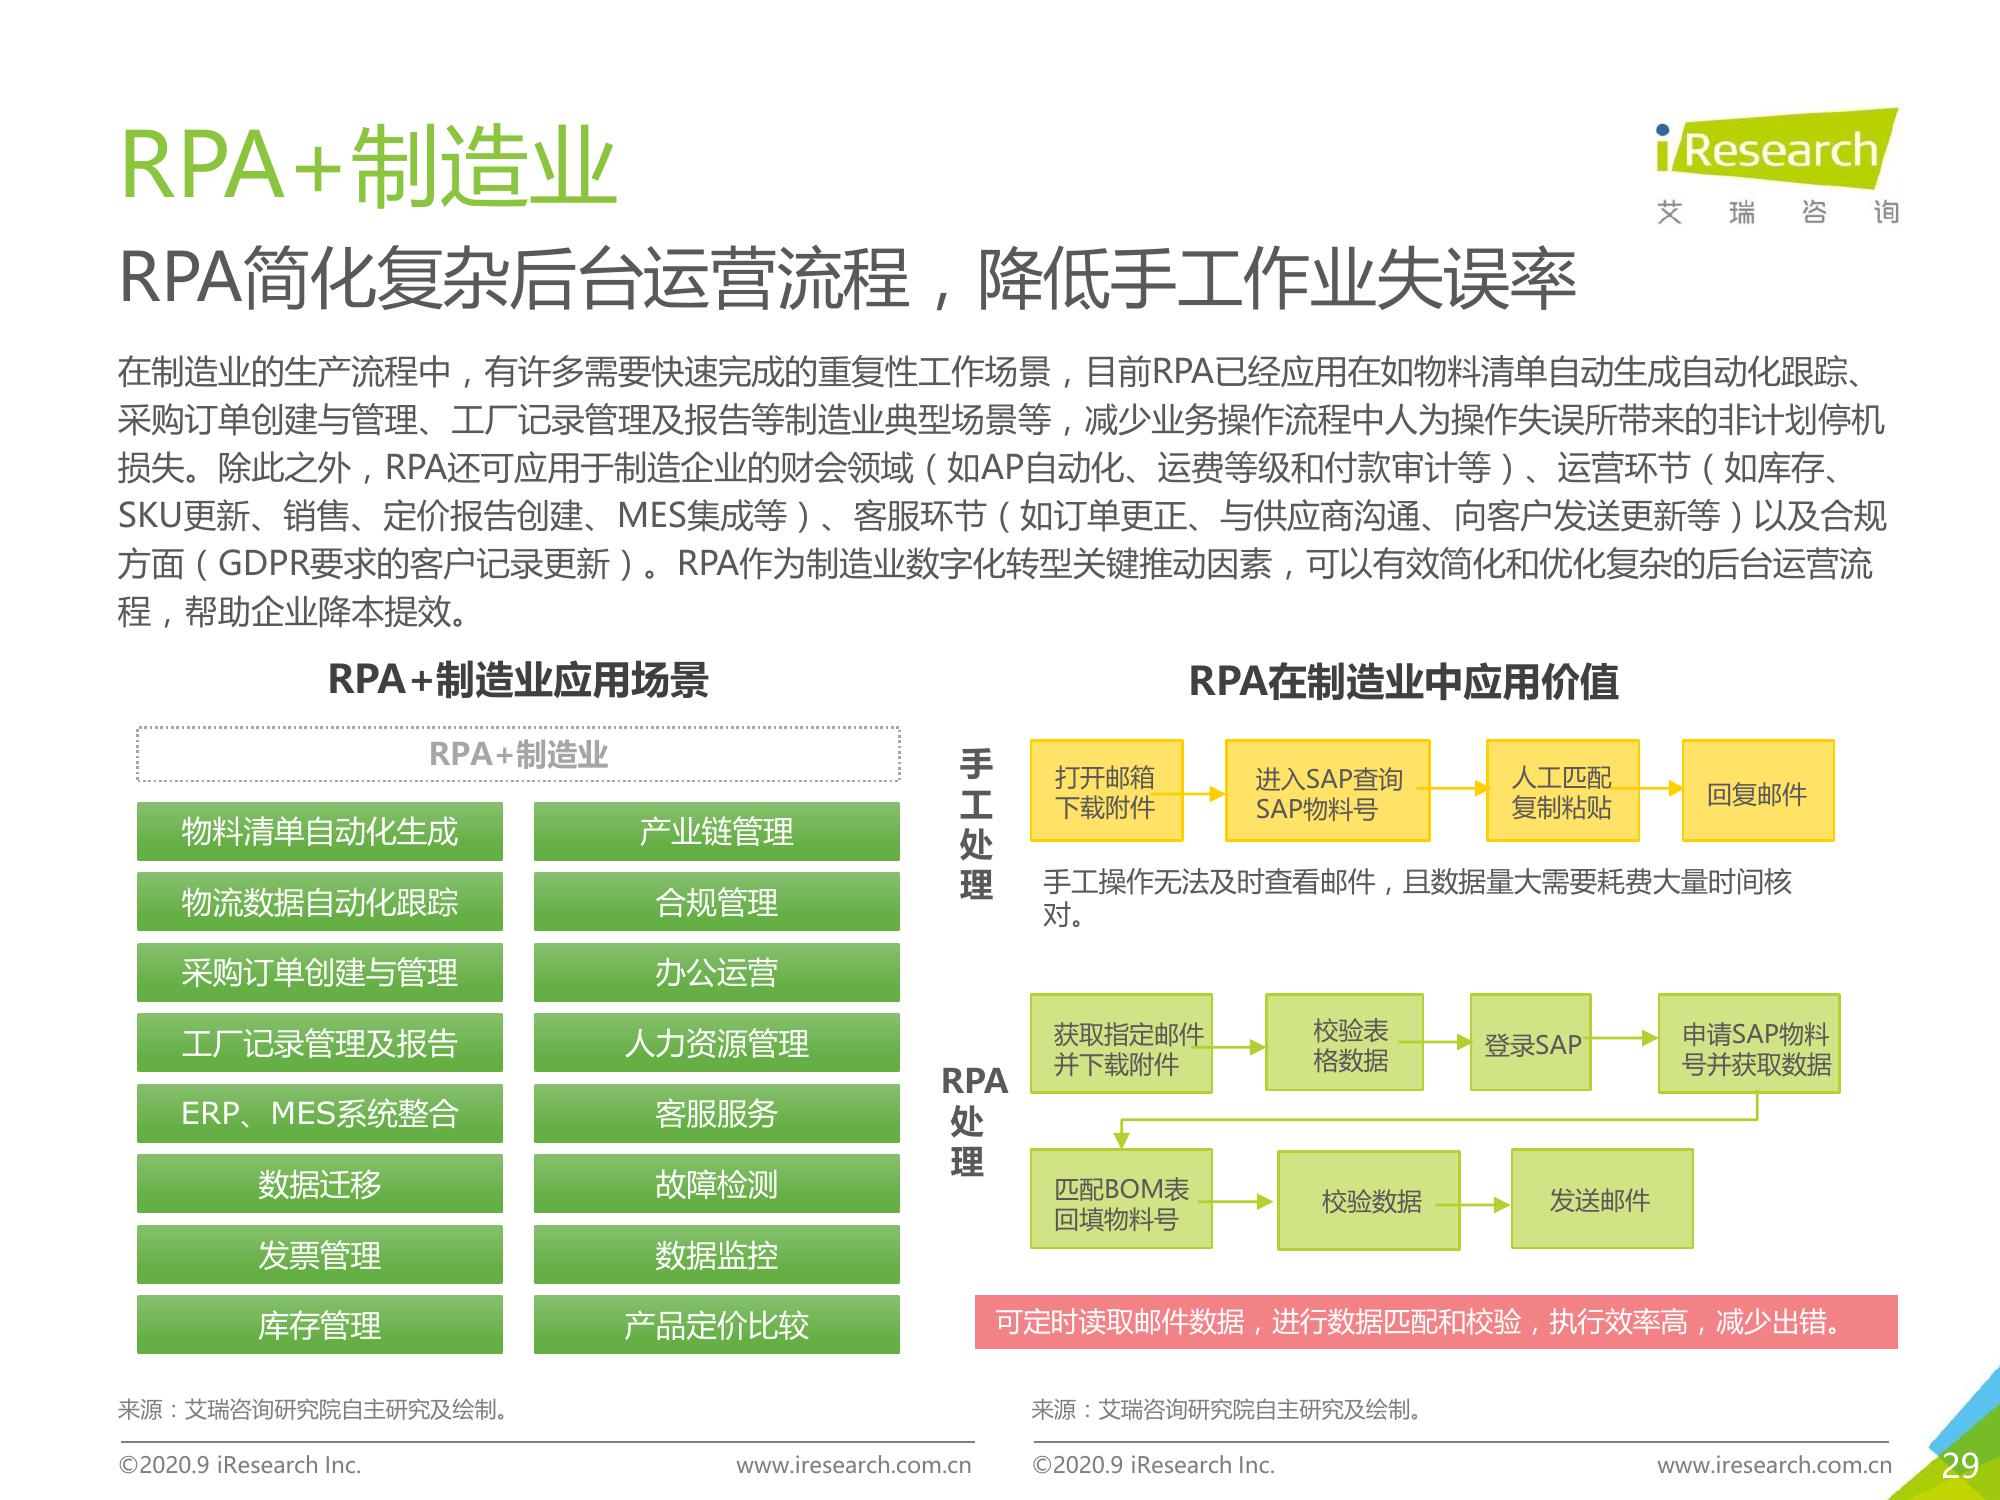 RPA+制造业
iResearch
艾瑞咨询
RPA简化复杂后台运营流程，降低手工作业失误率
在制造业的生产流程中，有许多需要快速完成的重复性工作场景，目前RPA已经应用在如物料清单自动生成自动化跟踪、
采购订单创建与管理、工厂记录管理及报告等制造业典型场景等，减少业务操作流程中人为操作失误所带来的非计划停机
损失。除此之外，RPA还可应用于制造企业的财会领域（如AP自动化、运费等级和付款审计等）、运营环节（如库存、
SKU更新、销售、定价报告创建、MES集成等）、客服环节（如订单更正、与供应商沟通、向客户发送更新等）以及合规
方面（GDPR要求的客户记录更新）。RPA作为制造业数字化转型关键推动因素，可以有效简化和优化复杂的后台运营流
程，帮助企业降本提效。
RPA+制造业应用场景
RPA+制造业
物料清单自动化生成
产业链管理
物流数据自动化跟踪
合规管理
采购订单创建与管理
办公运营
工厂记录管理及报告
人力资源管理
ERP、MES系统整合
客服服务
数据迁移
故障检测
发票管理
数据监控
库存管理
产品定价比较
来源：艾瑞咨询研究院自主研究及绘制。
RPA在制造业中应用价值
手
工
处
理
打开邮箱
下载附件
进入SAP查询
SAP物料号
人工匹配
复制粘贴
回复邮件
手工操作无法及时查看邮件，且数据量大需要耗费大量时间核
对。
RPA
处
理
获取指定邮件
并下载附件
校验表
格数据
登录SAP
申请SAP物料
号并获取数据
匹配BOM表
回填物料号
校验数据
发送邮件
可定时读取邮件数据，进行数据匹配和校验，执行效率高，减少出错。
来源：艾瑞咨询研究院自主研究及绘制。
©2020.9 iResearch Inc.
www.iresearch.com.cn
©2020.9 iResearch Inc.
www.iresearch.com.cn
29